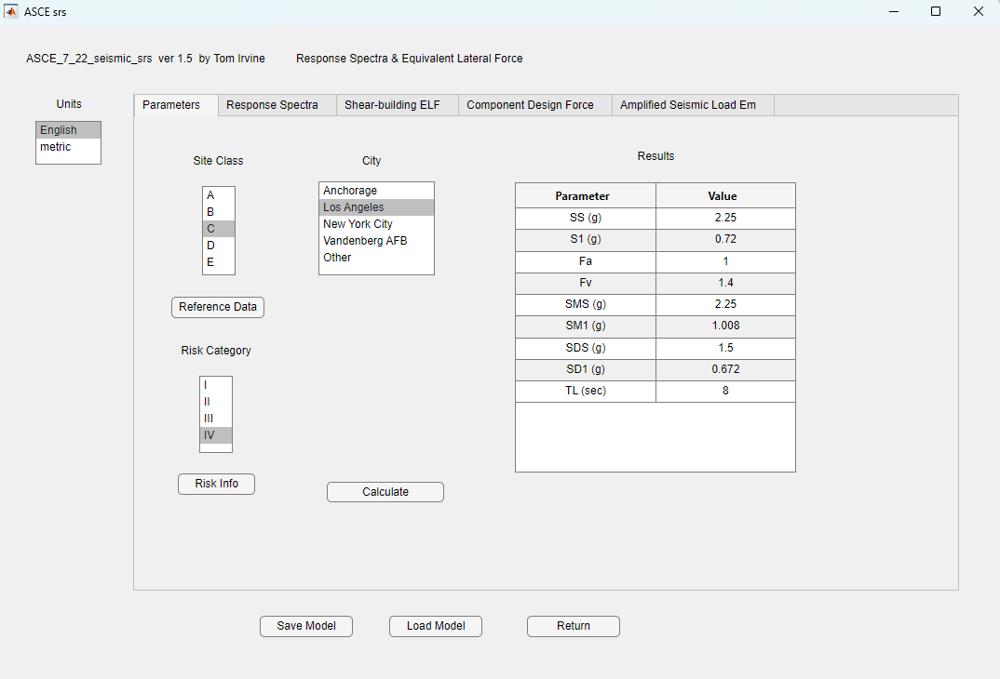 ASCE srs
ASCE_7_22_seismic_srs ver 1.5 by Tom Irvine Response Spectra & Equivalent Lateral Force
Units
English
metric
Parameters Response Spectra Shear-building ELF Component Design Force Amplified Seismic Load Em
Site Class
A
B
C
D
E
Reference Data
Risk Category
I
II
III
IV
Risk Info
City
Anchorage
Los Angeles
New York City
Vandenberg AFB
Other
Calculate
Results
Parameter Value
SS (g) 2.25
S1 (g) 0.72
Fa 1
Fv 1.4
SMS (g) 2.25
SM1 (g) 1.008
SDS (g) 1.5
SD1 (g) 0.672
TL (sec) 8
Save Model Load Model Return